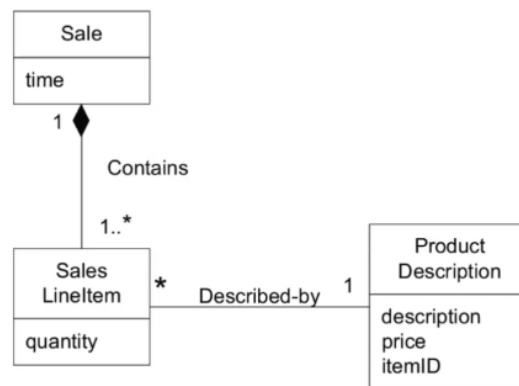 Sale
time
1
Contains
1..*
Sales
LineItem
quantity
*
Described-by
1
Product
Description
description
price
itemID